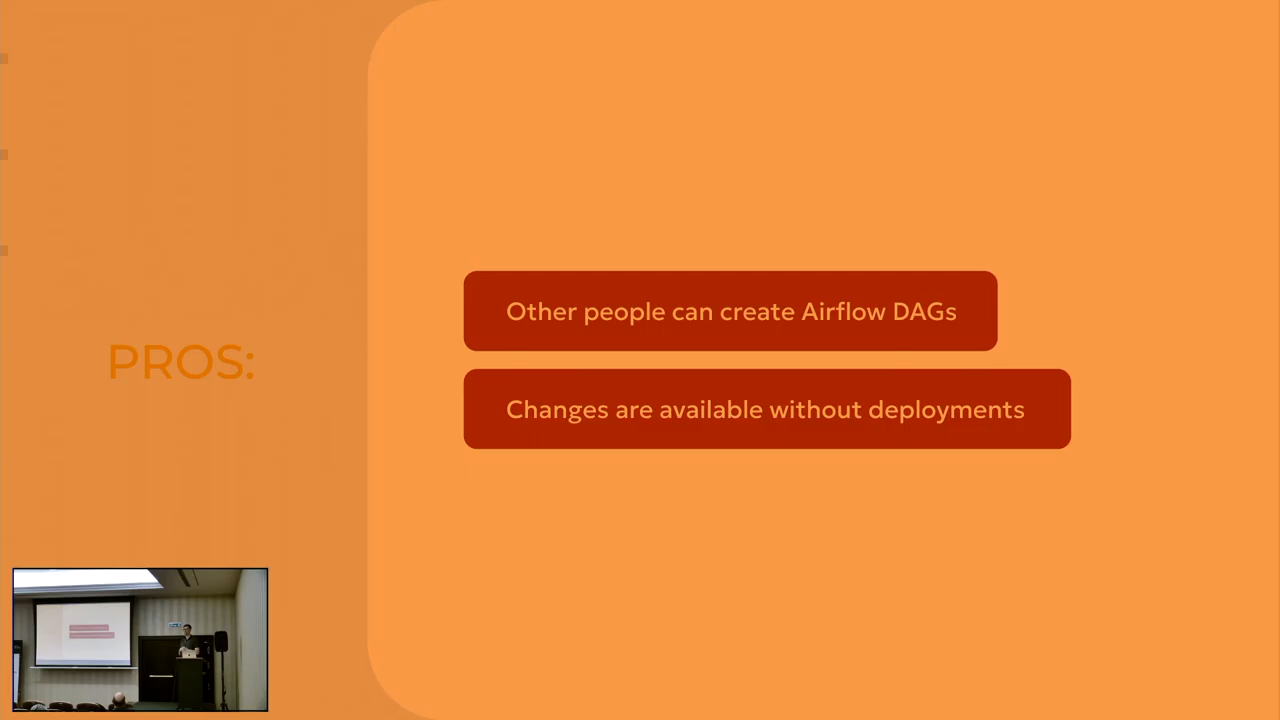 PROS:
Other people can create Airflow DAGs
Changes are available without deployments